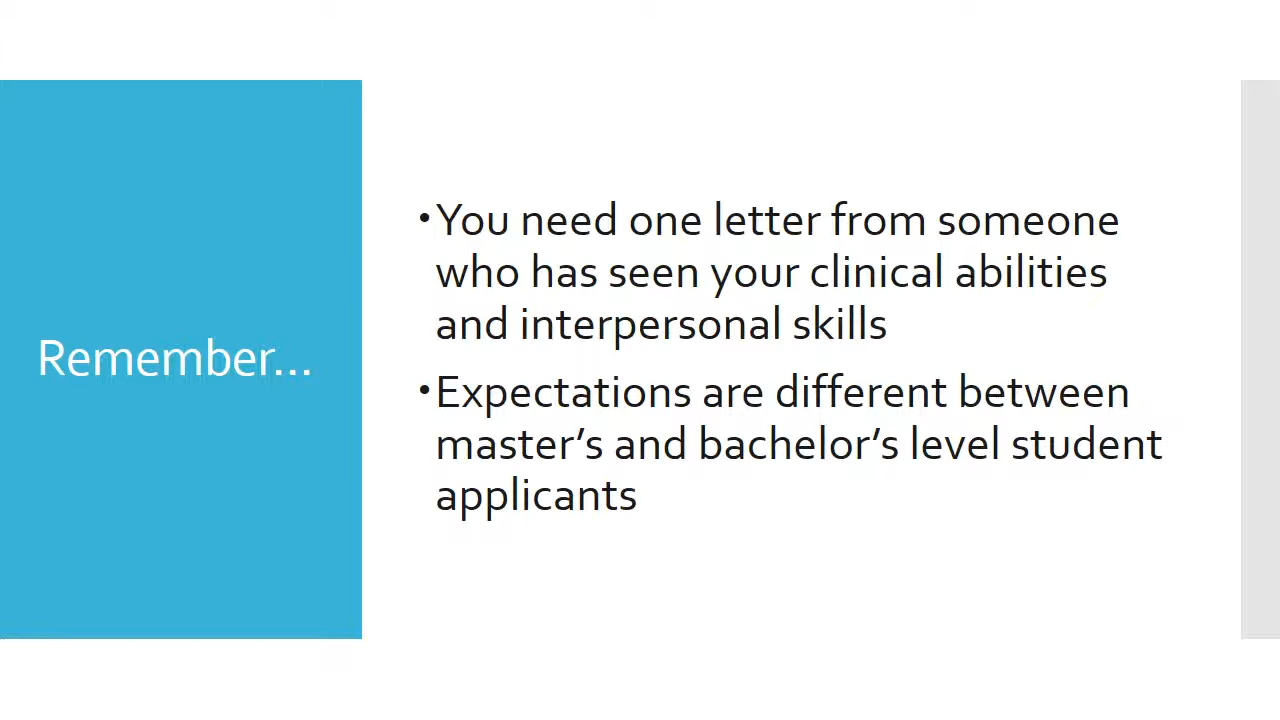 Remember…
•You need one letter from someone
who has seen your clinical abilities
and interpersonal skills
•Expectations are different between
master’s and bachelor’s level student
applicants